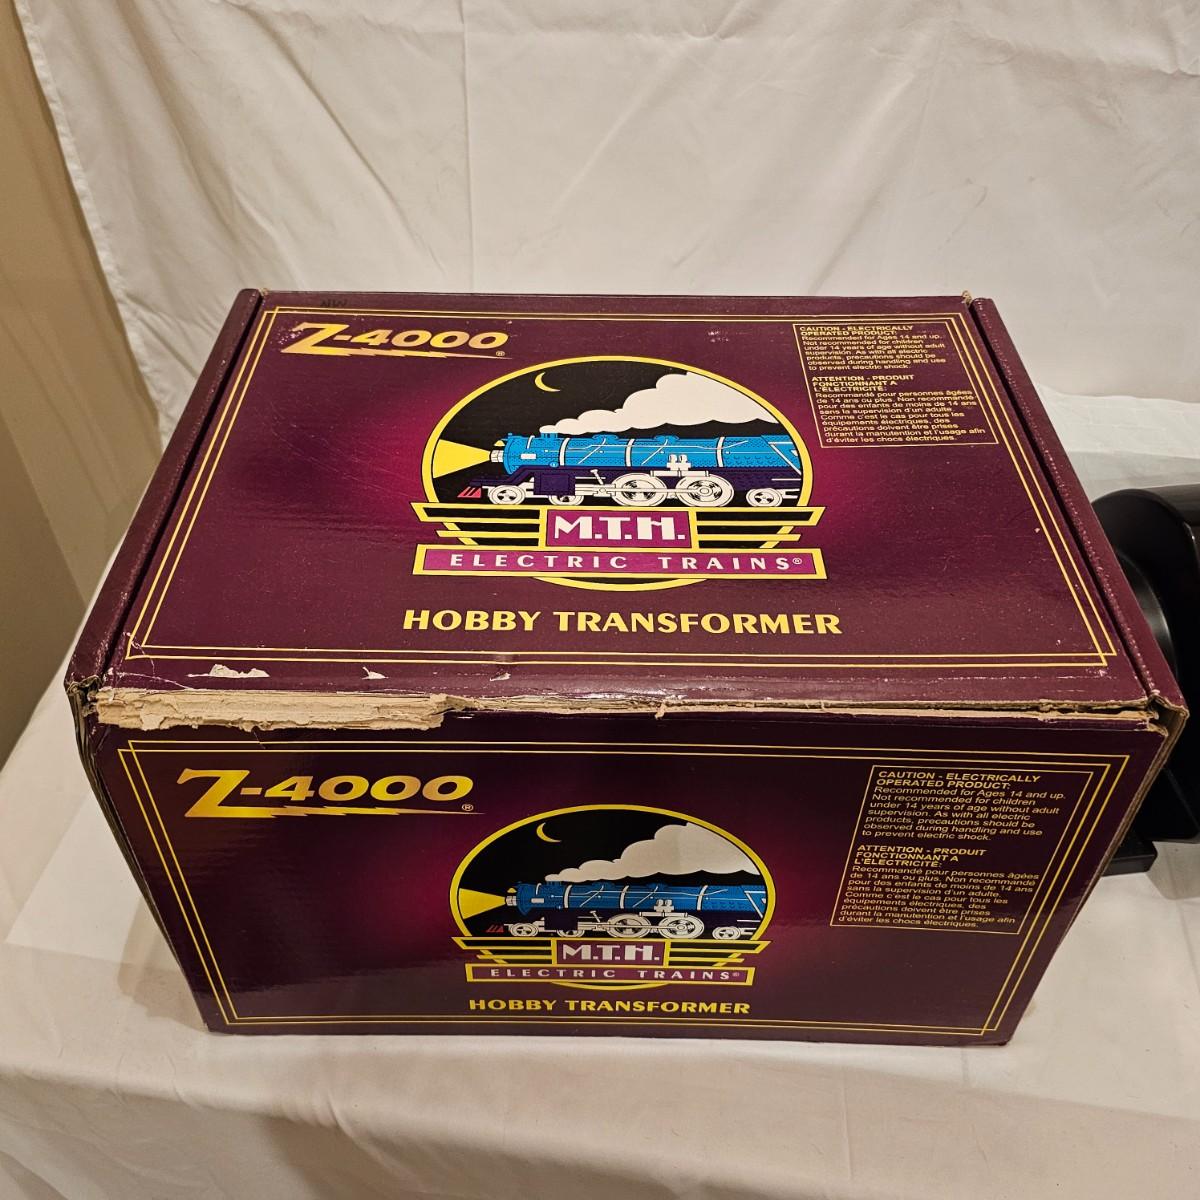 Z-4000®
CAUTION - ELECTRICALLY
OPERATED PRODUCT:
Recommended for Ages 14 and up.
Not recommended for children
under 14 years of age without adult
supervision. As with all electric
products, precautions should be
observed during handling and use
to prevent electric shock.
ATTENTION - PRODUIT
FONCTIONNANT A
L'ÉLECTRICITÉ:
Recommandé pour personnes âgées
de 14 ans ou plus. Non recommandé
pour des enfants de moins de 14 ans
sans la supervision d'un adulte.
Comme c'est le cas pour tous les
équipements électriques, des
précautions doivent être prises
durant la manutention et l'usage afin
d'éviter les chocs électriques.
M.T.H.
ELECTRIC TRAINS®
HOBBY TRANSFORMER
Z-4000®
CAUTION - ELECTRICALLY
OPERATED PRODUCT:
Recommended for Ages 14 and up.
Not recommended for children
under 14 years of age without adult
supervision. As with all electric
products, precautions should be
observed during handling and use
to prevent electric shock.
ATTENTION - PRODUIT
FONCTIONNANT A
L'ÉLECTRICITÉ:
Recommandé pour personnes âgées
de 14 ans ou plus. Non recommandé
pour des enfants de moins de 14 ans
sans la supervision d'un adulte.
Comme c'est le cas pour tous les
équipements électriques, des
précautions doivent être prises
durant la manutention et l'usage afin
d'éviter les chocs électriques.
M.T.H.
ELECTRIC TRAINS®
HOBBY TRANSFORMER